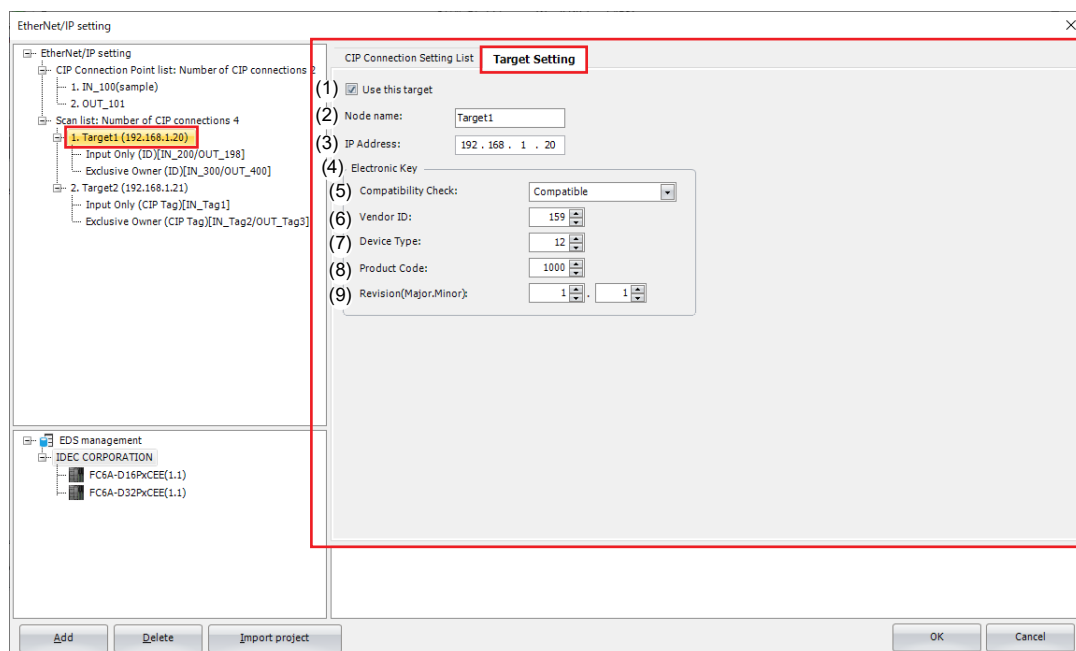 EtherNet/IP setting
EtherNet/IP setting
CIP Connection Point list: Number of CIP connections 2
1. IN_100(sample)
2. OUT_101
Scan list: Number of CIP connections 4
1. Target1 (192.168.1.20)
Input Only (ID)[IN_200/OUT_198]
Exclusive Owner (ID)[IN_300/OUT_400]
2. Target2 (192.168.1.21)
Input Only (CIP Tag)[IN_Tag1]
Exclusive Owner (CIP Tag)[IN_Tag2/OUT_Tag3]
EDS management
IDEC CORPORATION
FC6A-D16PxCEE(1.1)
FC6A-D32PxCEE(1.1)
CIP Connection Setting List Target Setting
(1) Use this target
(2) Node name: Target1
(3) IP Address: 192 . 168 . 1 . 20
(4) Electronic Key
(5) Compatibility Check: Compatible
(6) Vendor ID: 159
(7) Device Type: 12
(8) Product Code: 1000
(9) Revision(Major.Minor): 1 . 1
Add Delete Import project OK Cancel